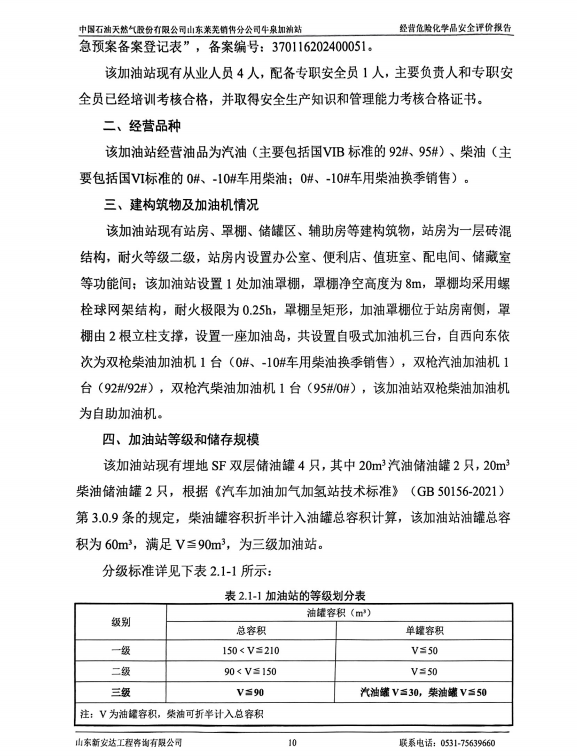 中国石油天然气股份有限公司山东莱芜销售分公司牛泉加油站 经营危险化学品安全评价报告
急预案备案登记表”，备案编号：370116202400051。
该加油站现有从业人员 4 人，配备专职安全员 1 人，主要负责人和专职安
全员已经培训考核合格，并取得安全生产知识和管理能力考核合格证书。
二、经营品种
该加油站经营油品为汽油（主要包括国VIB 标准的 92#、95#）、柴油（主
要包括国VI标准的 0#、-10#车用柴油；0#、-10#车用柴油换季销售）。
三、建构筑物及加油机情况
该加油站现有站房、罩棚、储罐区、辅助房等建构筑物，站房为一层砖混
结构，耐火等级二级，站房内设置办公室、便利店、值班室、配电间、储藏室
等功能间；该加油站设置 1 处加油罩棚，罩棚净空高度为 8m，罩棚均采用螺
栓球网架结构，耐火极限为 0.25h，罩棚呈矩形，加油罩棚位于站房南侧，罩
棚由 2 根立柱支撑，设置一座加油岛，共设置自吸式加油机三台，自西向东依
次为双枪柴油加油机 1 台（0#、-10#车用柴油换季销售），双枪汽油加油机 1
台（92#/92#），双枪汽柴油加油机 1 台（95#/0#），该加油站双枪柴油加油机
为自助加油机。
四、加油站等级和储存规模
该加油站现有埋地 SF 双层储油罐 4 只，其中 20m³汽油储油罐 2 只，20m³
柴油储油罐 2 只，根据《汽车加油加气加氢站技术标准》（GB 50156-2021）
第 3.0.9 条的规定，柴油罐容积折半计入油罐总容积计算，该加油站油罐总容
积为 60m³，满足 V≦90m³，为三级加油站。
分级标准详见下表 2.1-1 所示：
表 2.1-1 加油站的等级划分表
级别 油罐容积（m³）
总容积 单罐容积
一级 150＜V≦210 V≦50
二级 90＜V≦150 V≦50
三级 V≦90 汽油罐 V≦30，柴油罐 V≦50
注：V 为油罐容积，柴油可折半计入总容积
山东新安达工程咨询有限公司 10 联系电话：0531-75639660